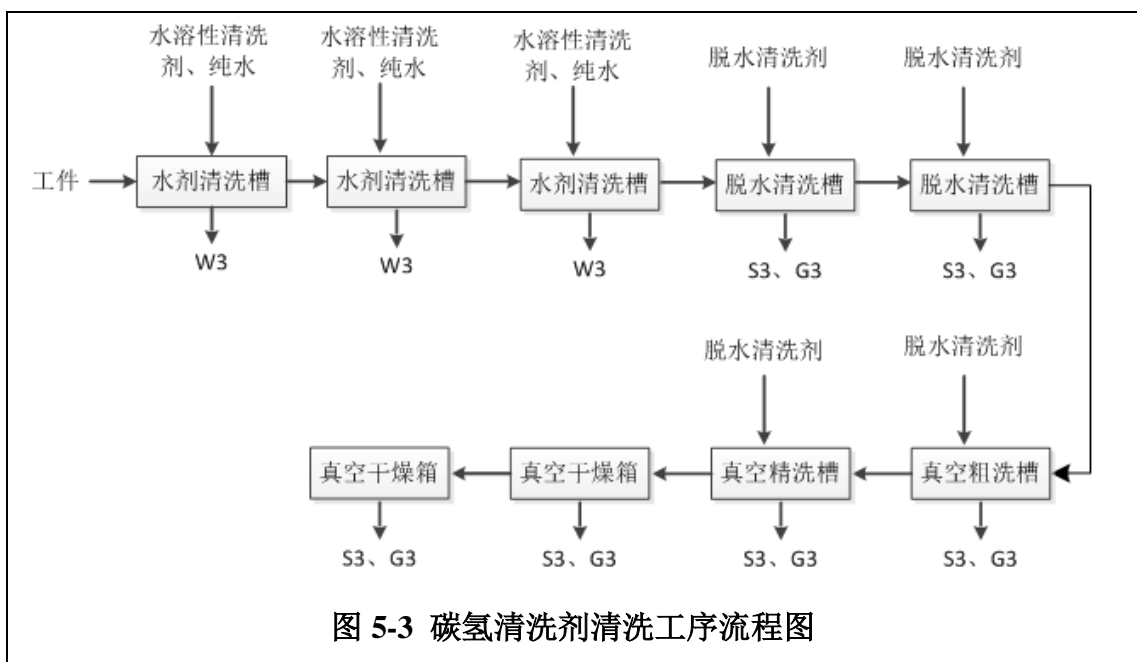 水溶性清洗
剂、纯水
水溶性清洗
剂、纯水
水溶性清洗
剂、纯水
脱水清洗剂
脱水清洗剂
工件
水剂清洗槽
水剂清洗槽
水剂清洗槽
脱水清洗槽
脱水清洗槽
W3
W3
W3
S3、G3
S3、G3
脱水清洗剂
脱水清洗剂
真空干燥箱
真空干燥箱
真空精洗槽
真空粗洗槽
S3、G3
S3、G3
S3、G3
S3、G3
图 5-3 碳氢清洗剂清洗工序流程图